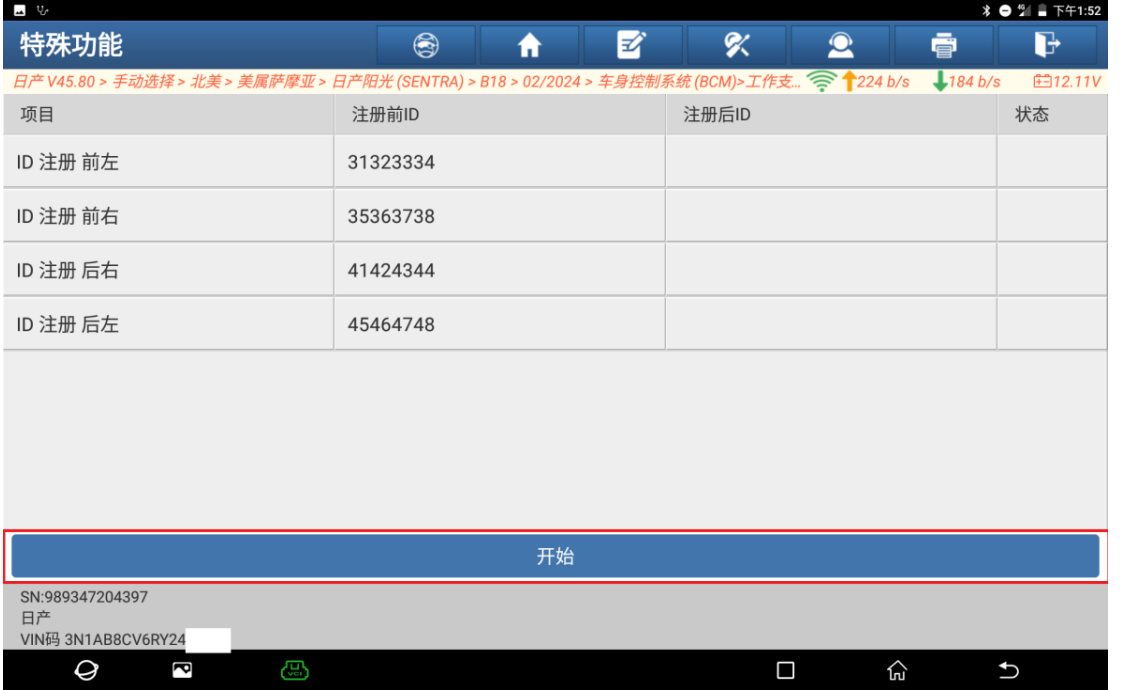 4G 下午1:52
特殊功能
日产 V45.80 > 手动选择 > 北美 > 美属萨摩亚 > 日产阳光 (SENTRA) > B18 > 02/2024 > 车身控制系统 (BCM)>工作支... 224 b/s 184 b/s 12.11V
项目 注册前ID 注册后ID 状态
ID 注册 前左 31323334
ID 注册 前右 35363738
ID 注册 后右 41424344
ID 注册 后左 45464748
开始
SN:989347204397
日产
VIN码 3N1AB8CV6RY24
VCI